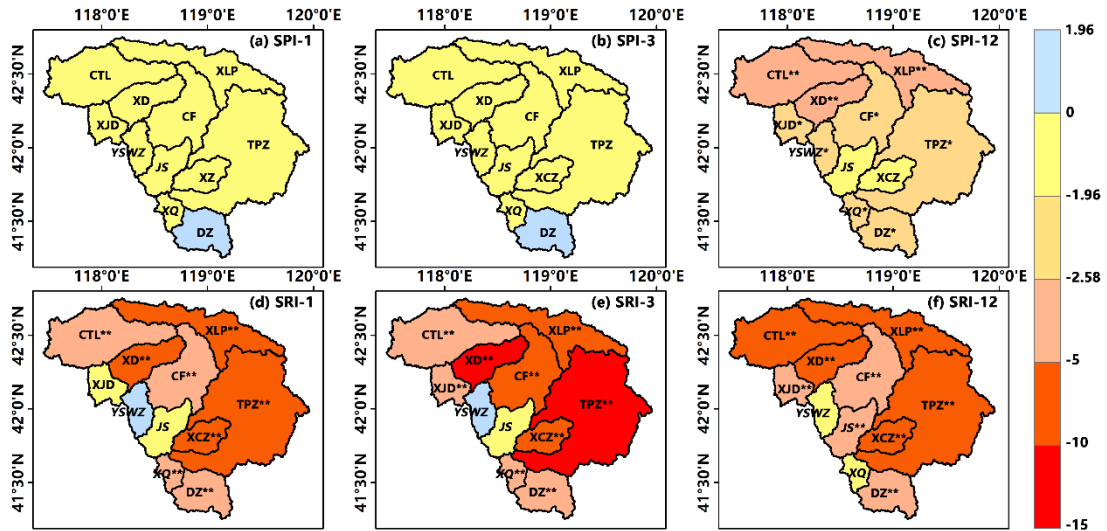 118°0'E 119°0'E 120°0'E 118°0'E 119°0'E 120°0'E 118°0'E 119°0'E 120°0'E
42°30'N 42°0'N 41°30'N
(a) SPI-1
CTL
XLP
XD
CF
XJD
TPZ
YSWZ
JS
XZ
XQ
DZ
42°30'N 42°0'N 41°30'N
(b) SPI-3
CTL
XLP
XD
CF
XJD
TPZ
YSWZ
JS
XCZ
XQ
DZ
42°30'N 42°0'N 41°30'N
(c) SPI-12
CTL**
XLP**
XD**
CF*
XJD*
TPZ*
YSWZ*
JS
XCZ
XQ*
DZ*
42°30'N 42°0'N 41°30'N
(d) SRI-1
CTL**
XLP**
XD**
CF**
XJD
TPZ**
YSWZ
JS
XCZ**
XQ**
DZ**
42°30'N 42°0'N 41°30'N
(e) SRI-3
CTL**
XLP**
XD**
CF**
XJD**
TPZ**
YSWZ
JS
XCZ**
XQ**
DZ**
42°30'N 42°0'N 41°30'N
(f) SRI-12
CTL**
XLP**
XD**
CF**
XJD**
TPZ**
YSWZ
JS**
XCZ**
XQ
DZ**
118°0'E 119°0'E 120°0'E 118°0'E 119°0'E 120°0'E 118°0'E 119°0'E 120°0'E
1.96
0
-1.96
-2.58
-5
-10
-15